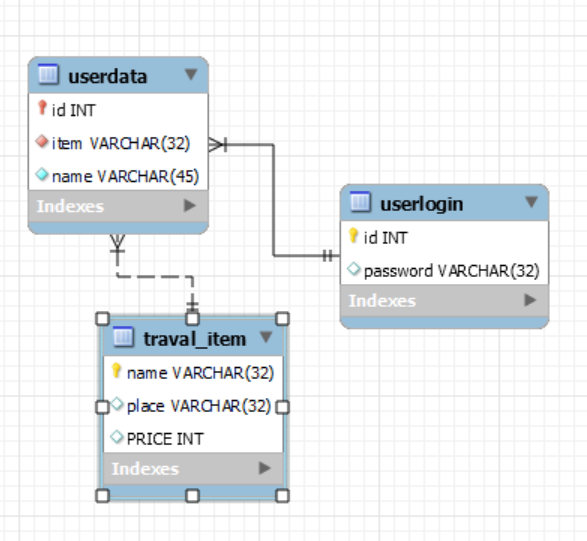 userdata
id INT
item VARCHAR(32)
name VARCHAR(45)
Indexes
userlogin
id INT
password VARCHAR(32)
Indexes
traval_item
name VARCHAR(32)
place VARCHAR(32)
PRICE INT
Indexes